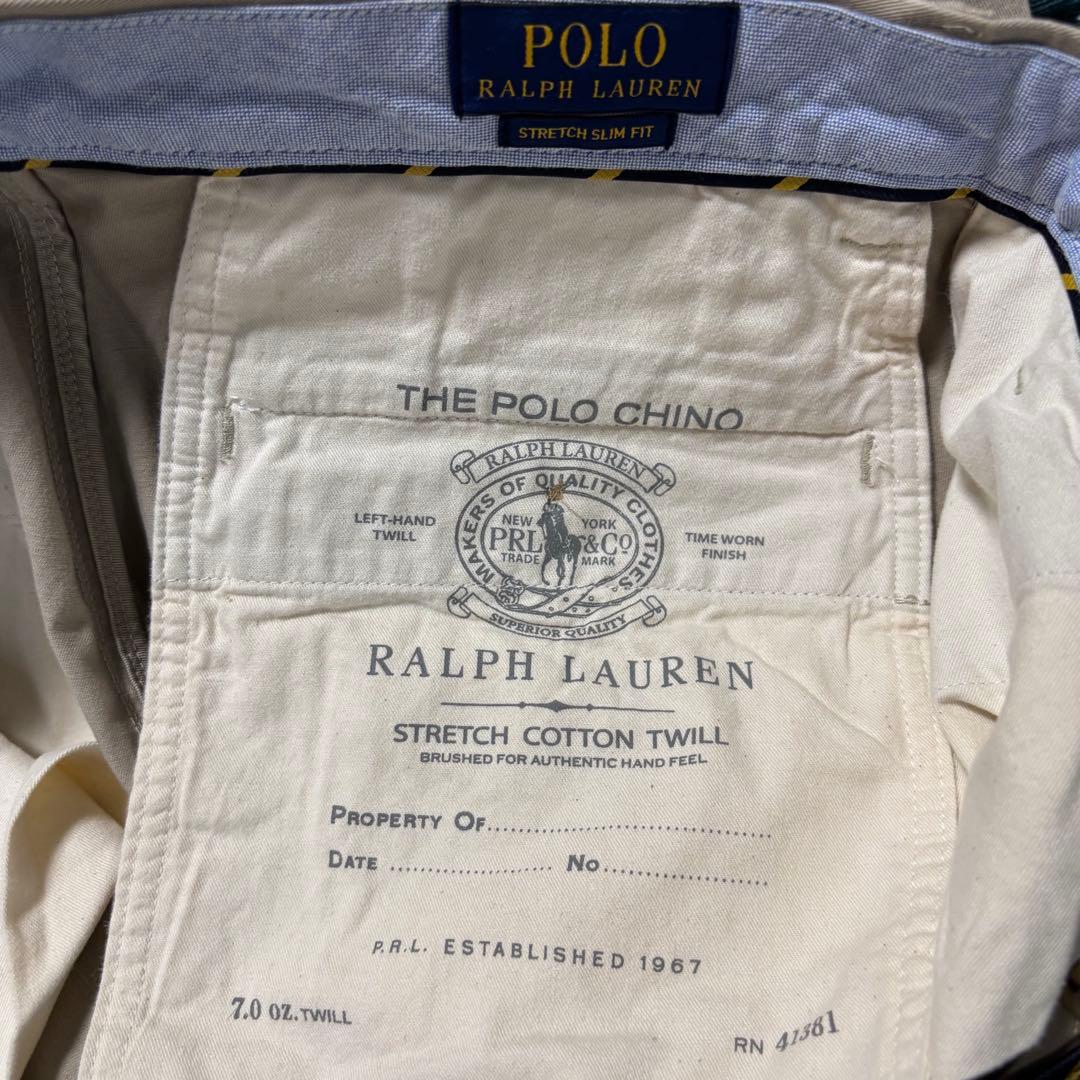 POLO
RALPH LAUREN
STRETCH SLIM FIT
THE POLO CHINO
RALPH LAUREN
MAKERS OF QUALITY CLOTHES
LEFT-HAND
TWILL
NEW YORK
PRL &Co
TRADE MARK
TIME WORN
FINISH
SUPERIOR QUALITY
RALPH LAUREN
STRETCH COTTON TWILL
BRUSHED FOR AUTHENTIC HAND FEEL
PROPERTY OF
DATE No
P.R.L. ESTABLISHED 1967
7.0 OZ. TWILL
RN 41381